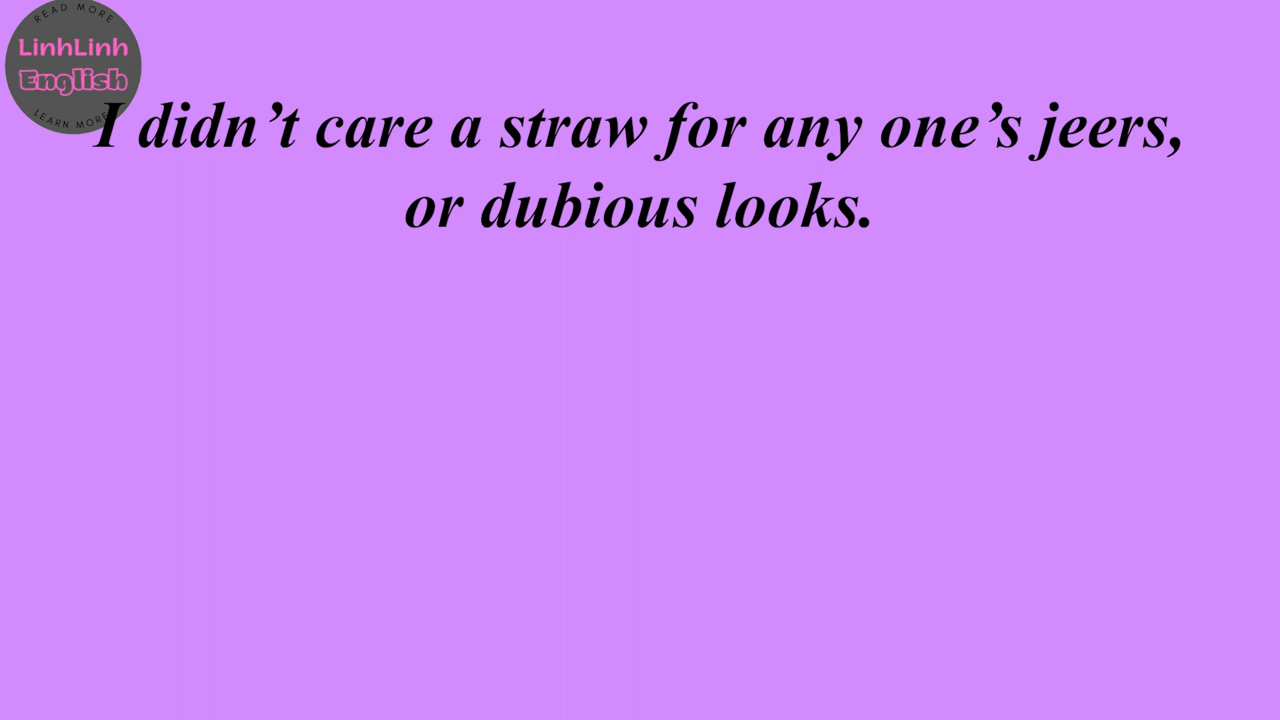 READ MORE
LinhLinh
English
LEARN MORE
I didn’t care a straw for any one’s jeers,
or dubious looks.